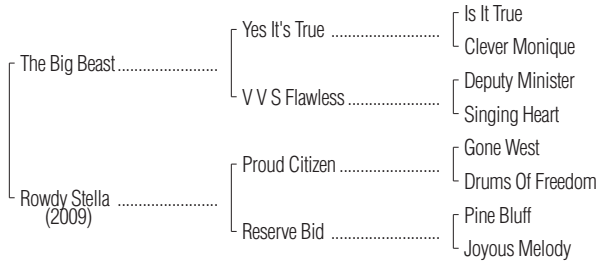 Is It True
Yes It's True ....................
Clever Monique
The Big Beast ....................
Deputy Minister
V V S Flawless ....................
Singing Heart
Gone West
Proud Citizen ....................
Drums Of Freedom
Rowdy Stella ....................
(2009)
Pine Bluff
Reserve Bid ....................
Joyous Melody